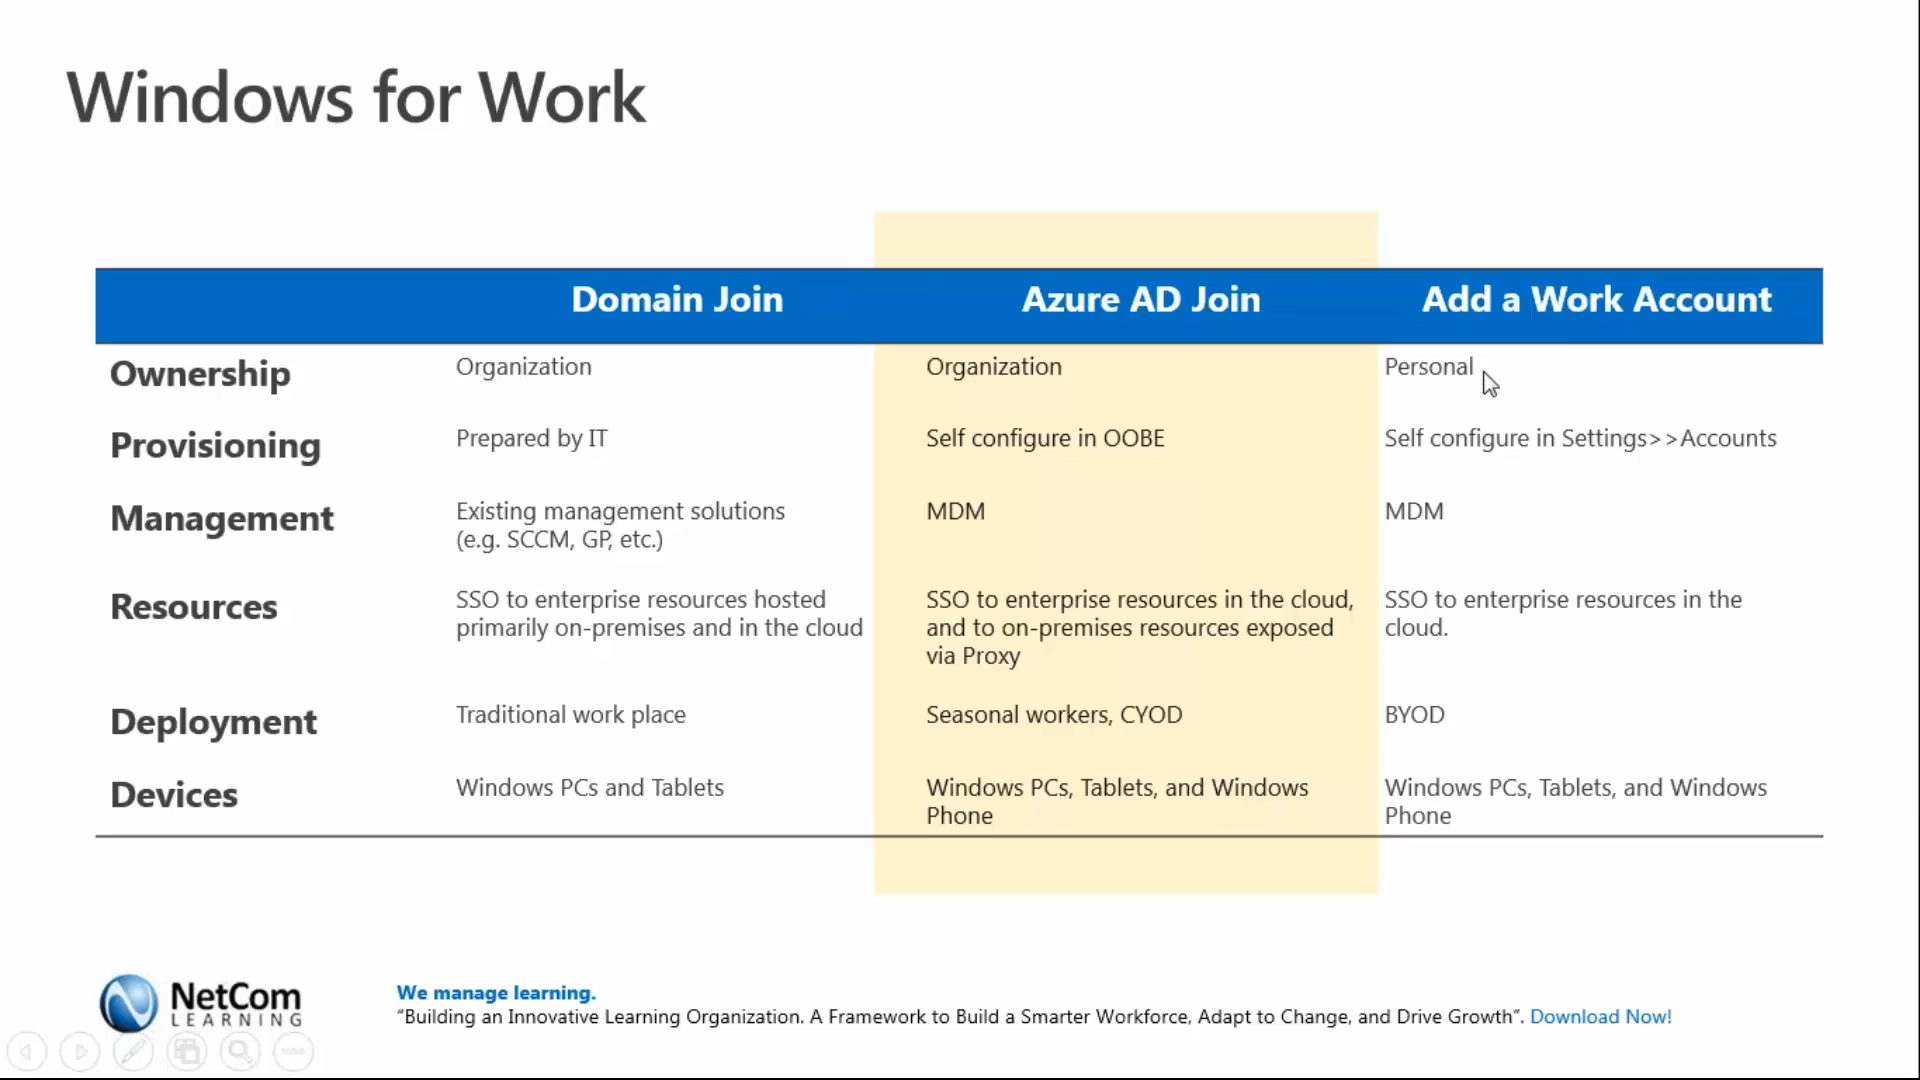 Windows for Work
Domain Join Azure AD Join Add a Work Account
Ownership Organization Organization Personal
Provisioning Prepared by IT Self configure in OOBE Self configure in Settings>>Accounts
Management Existing management solutions MDM MDM
(e.g. SCCM, GP, etc.)
Resources SSO to enterprise resources hosted SSO to enterprise resources in the cloud, SSO to enterprise resources in the
primarily on-premises and in the cloud and to on-premises resources exposed cloud.
via Proxy
Deployment Traditional work place Seasonal workers, CYOD BYOD
Devices Windows PCs and Tablets Windows PCs, Tablets, and Windows Windows PCs, Tablets, and Windows
Phone Phone
NetCom
LEARNING
We manage learning.
“Building an Innovative Learning Organization. A Framework to Build a Smarter Workforce, Adapt to Change, and Drive Growth”. Download Now!